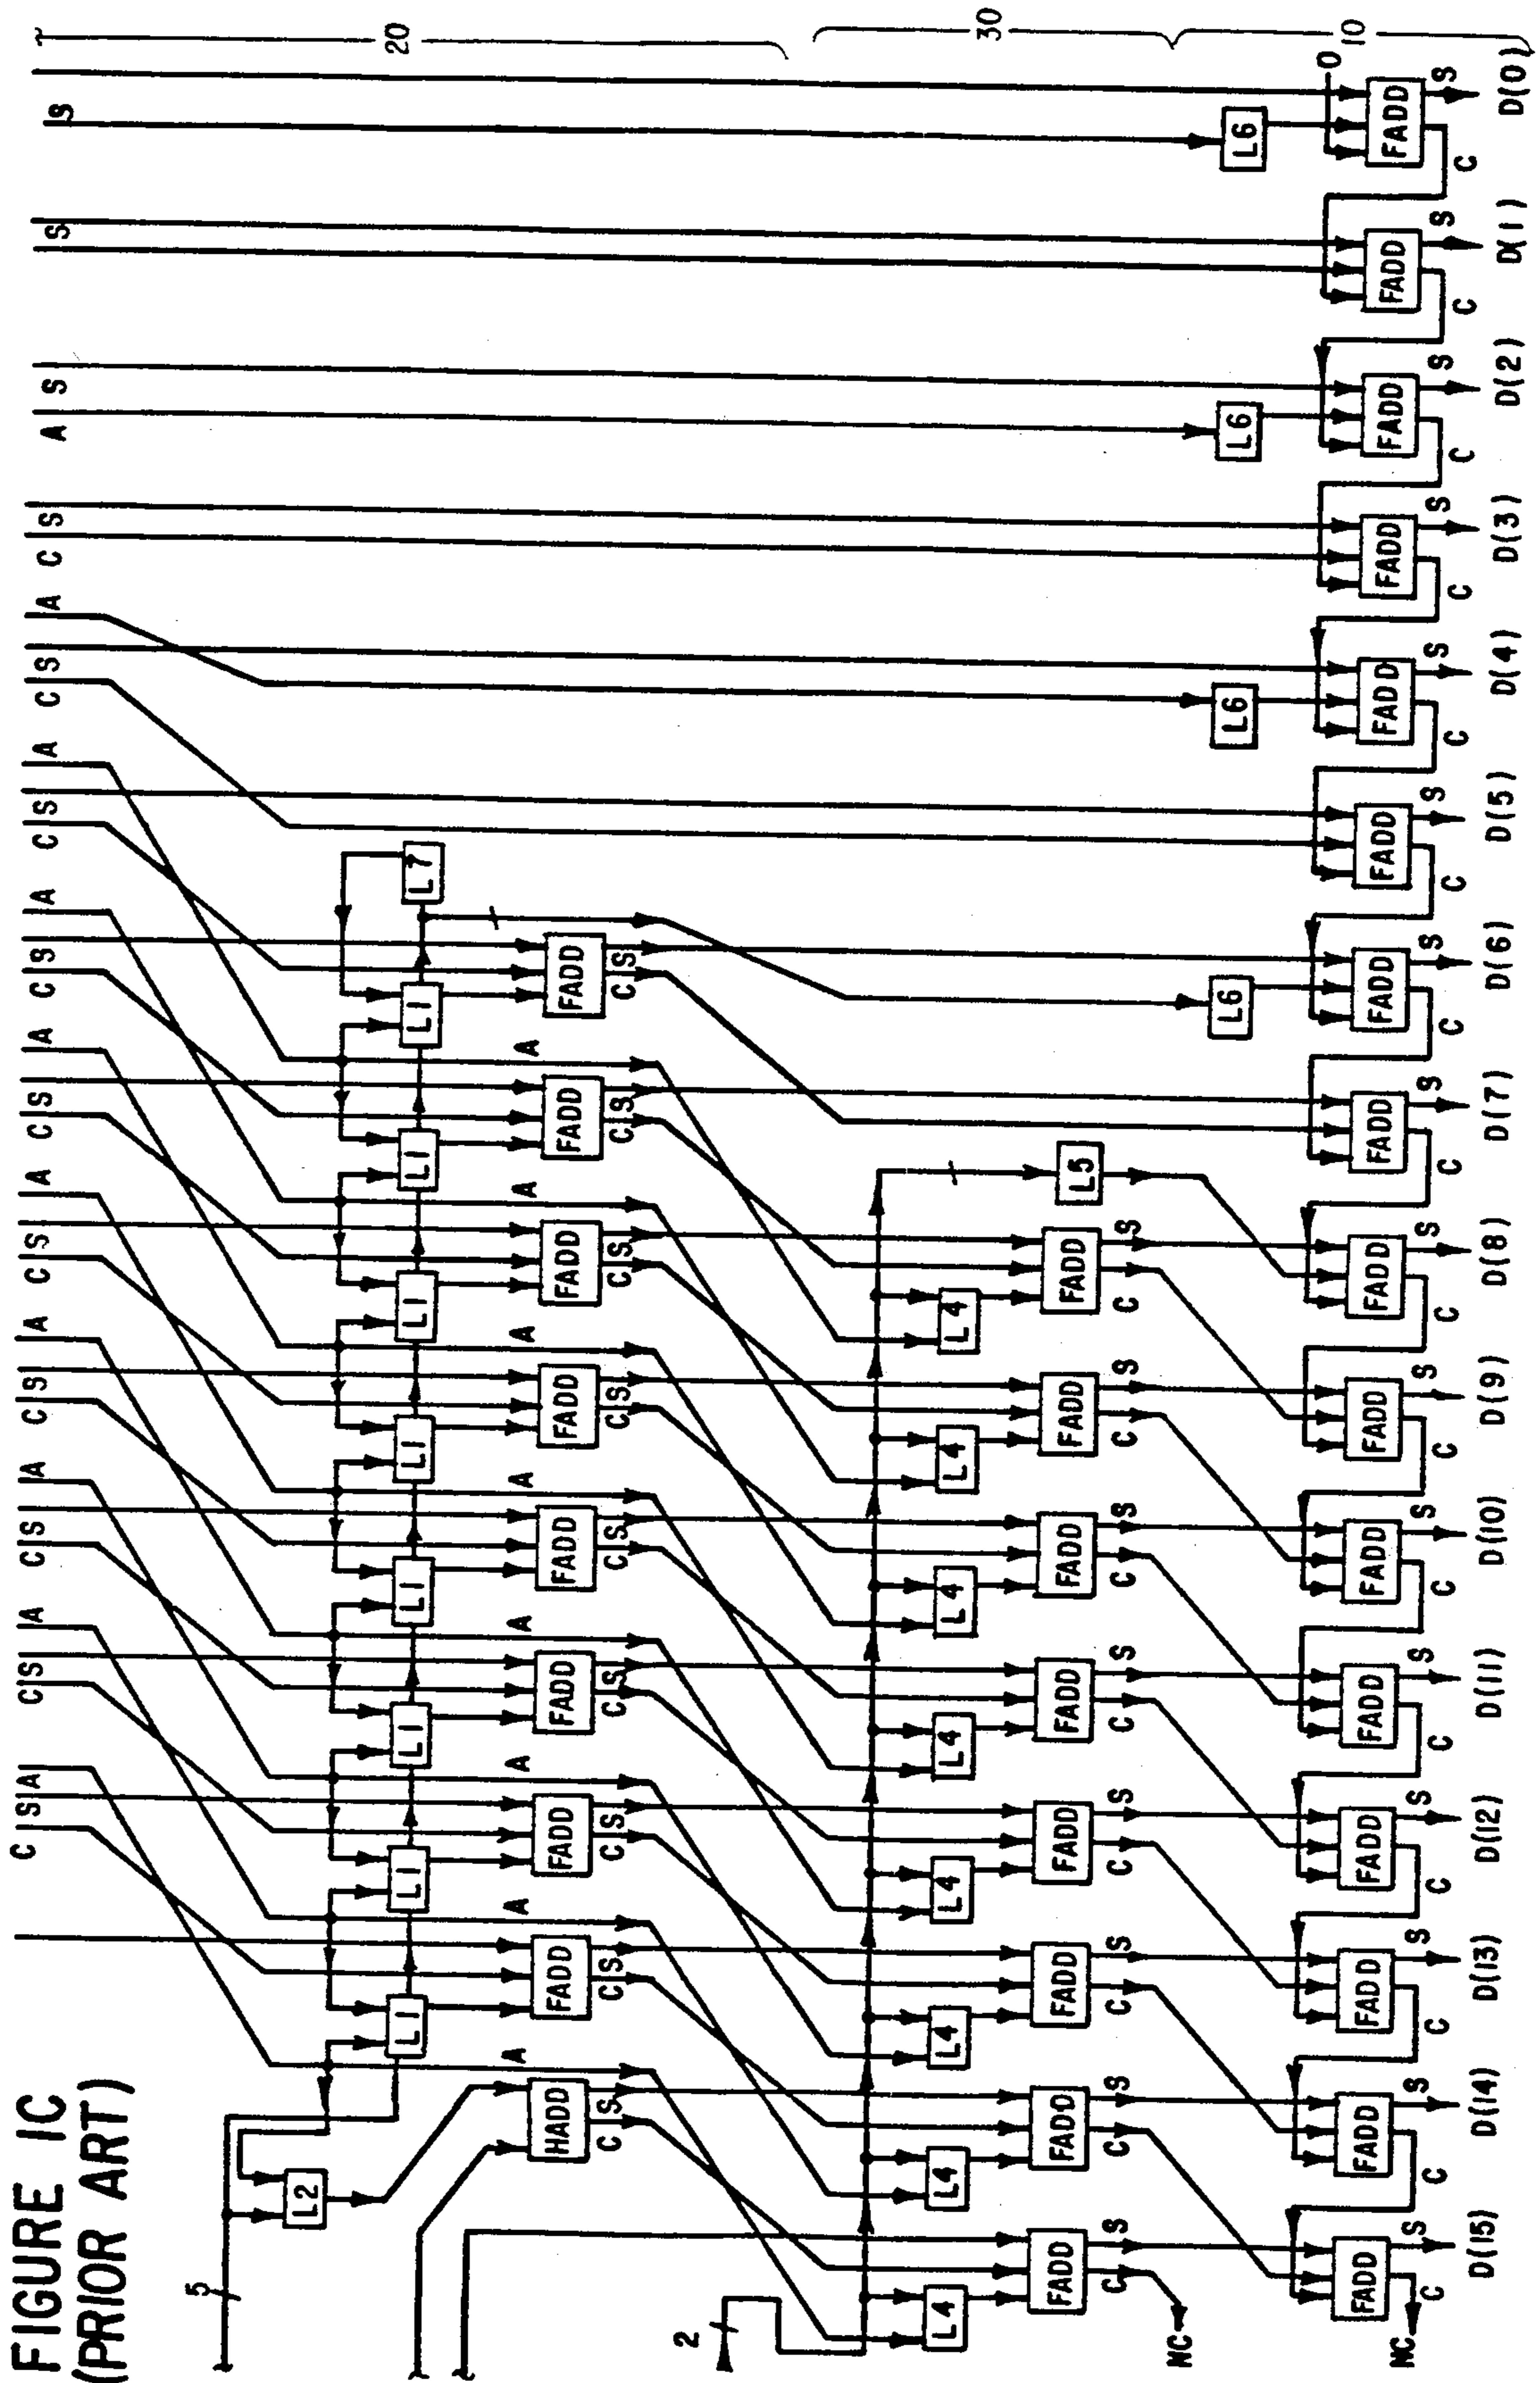 FIGURE 1C
(PRIOR ART)
C S A C S A C S A C S A C S A C S A C S A C S A C S A C S A S S S
5
20
L2 L1 L1 L1 L1 L1 L1 L1 L1 L7
A A A A A A A A
HADD FADD FADD FADD FADD FADD FADD FADD FADD
C S C S C S C S C S C S C S C S C S
2
30
L4 L4 L4 L4 L4 L4 L4 L4
FADD FADD FADD FADD FADD FADD FADD FADD L5
C S C S C S C S C S C S C S C S
NC
L6 L6 L6 L6
0
10
FADD FADD FADD FADD FADD FADD FADD FADD FADD FADD FADD FADD FADD FADD FADD FADD
NC C S C S C S C S C S C S C S C S C S C S C S C S C S C S C S C S
D(15) D(14) D(13) D(12) D(11) D(10) D(9) D(8) D(7) D(6) D(5) D(4) D(3) D(2) D(1) D(0)